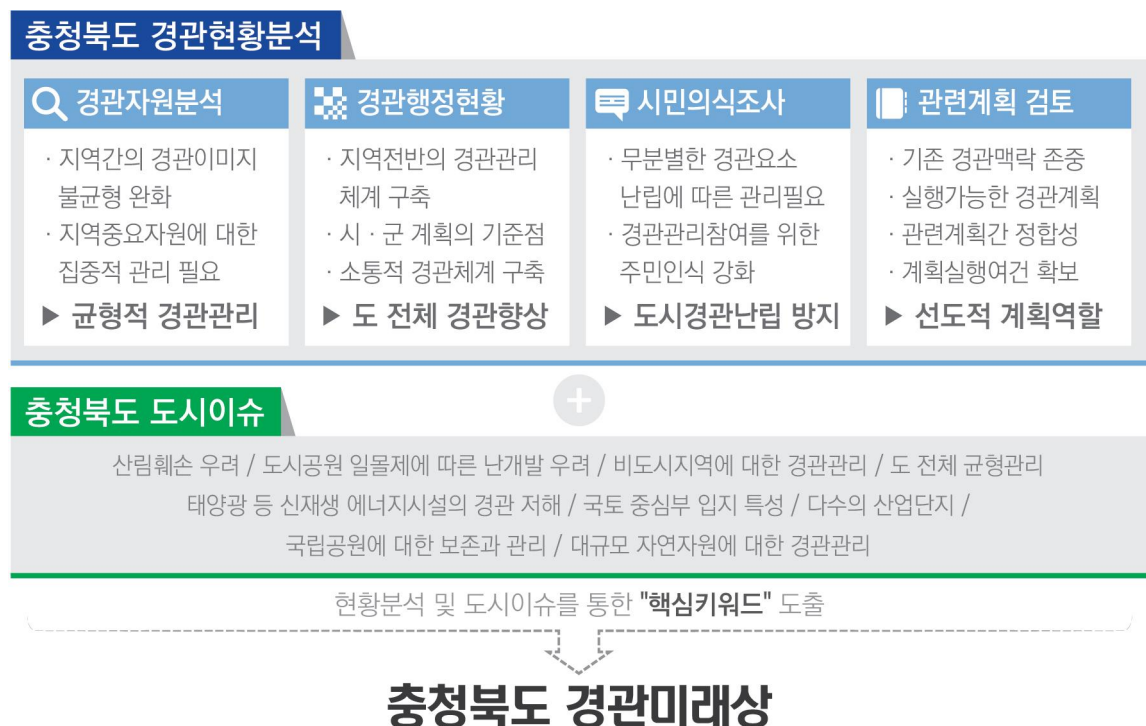 충청북도 경관현황분석
경관자원분석
· 지역간의 경관이미지
불균형 완화
· 지역중요자원에 대한
집중적 관리 필요
▶ 균형적 경관관리
경관행정현황
· 지역전반의 경관관리
체계 구축
· 시 · 군 계획의 기준점
· 소통적 경관체계 구축
▶ 도 전체 경관향상
시민의식조사
· 무분별한 경관요소
난립에 따른 관리필요
· 경관관리참여를 위한
주민인식 강화
▶ 도시경관난립 방지
관련계획 검토
· 기존 경관맥락 존중
· 실행가능한 경관계획
· 관련계획간 정합성
· 계획실행여건 확보
▶ 선도적 계획역할
+
충청북도 도시이슈
산림훼손 우려 / 도시공원 일몰제에 따른 난개발 우려 / 비도시지역에 대한 경관관리 / 도 전체 균형관리
태양광 등 신재생 에너지시설의 경관 저해 / 국토 중심부 입지 특성 / 다수의 산업단지 /
국립공원에 대한 보존과 관리 / 대규모 자연자원에 대한 경관관리
현황분석 및 도시이슈를 통한 "핵심키워드" 도출
충청북도 경관미래상